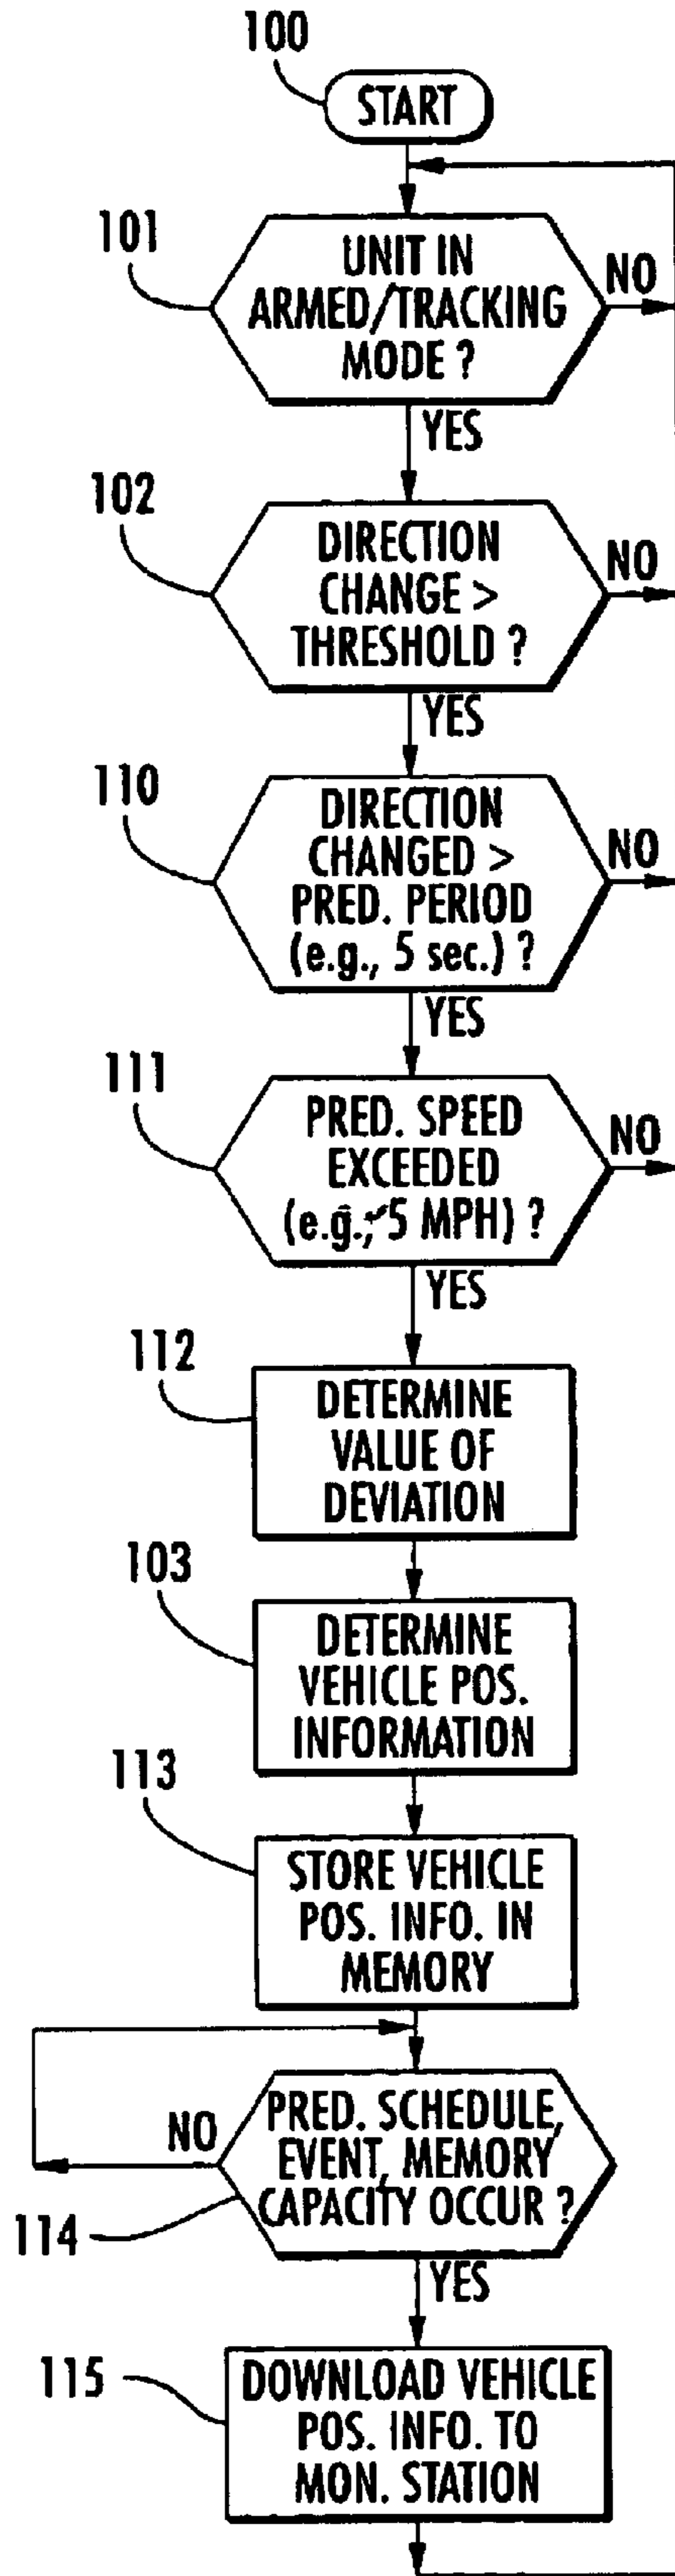 100
START
101
UNIT IN
ARMED/TRACKING
MODE ?
NO
YES
102
DIRECTION
CHANGE >
THRESHOLD ?
NO
YES
110
DIRECTION
CHANGED >
PRED. PERIOD
(e.g., 5 sec.) ?
NO
YES
111
PRED. SPEED
EXCEEDED
(e.g., 5 MPH) ?
NO
YES
112
DETERMINE
VALUE OF
DEVIATION
103
DETERMINE
VEHICLE POS.
INFORMATION
113
STORE VEHICLE
POS. INFO. IN
MEMORY
NO
PRED. SCHEDULE,
EVENT, MEMORY
CAPACITY OCCUR ?
114
YES
115
DOWNLOAD VEHICLE
POS. INFO. TO
MON. STATION